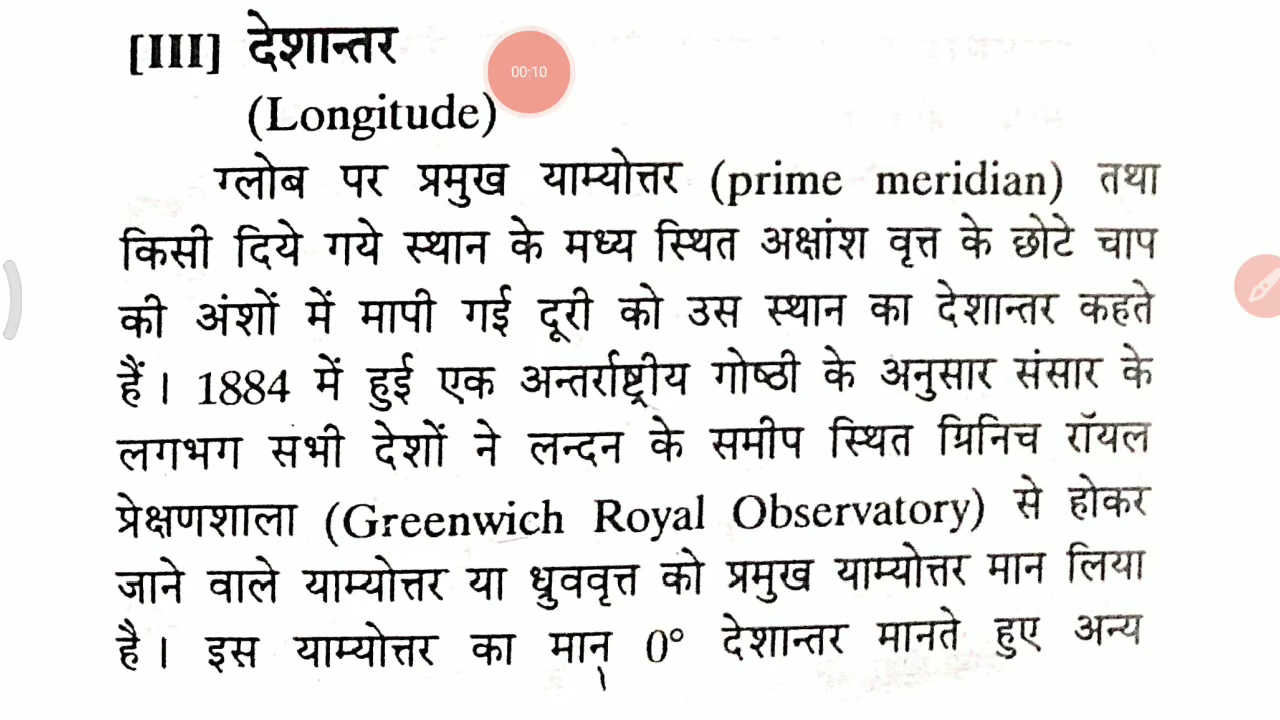 [III] देशान्तर
00:10
(Longitude)
ग्लोब पर प्रमुख याम्योत्तर (prime meridian) तथा
किसी दिये गये स्थान के मध्य स्थित अक्षांश वृत्त के छोटे चाप
की अंशों में मापी गई दूरी को उस स्थान का देशान्तर कहते
हैं। 1884 में हुई एक अन्तर्राष्ट्रीय गोष्ठी के अनुसार संसार के
लगभग सभी देशों ने लन्दन के समीप स्थित ग्रिनिच रॉयल
प्रेक्षणशाला (Greenwich Royal Observatory) से होकर
जाने वाले याम्योत्तर या ध्रुववृत्त को प्रमुख याम्योत्तर मान लिया
है। इस याम्योत्तर का मान 0° देशान्तर मानते हुए अन्य